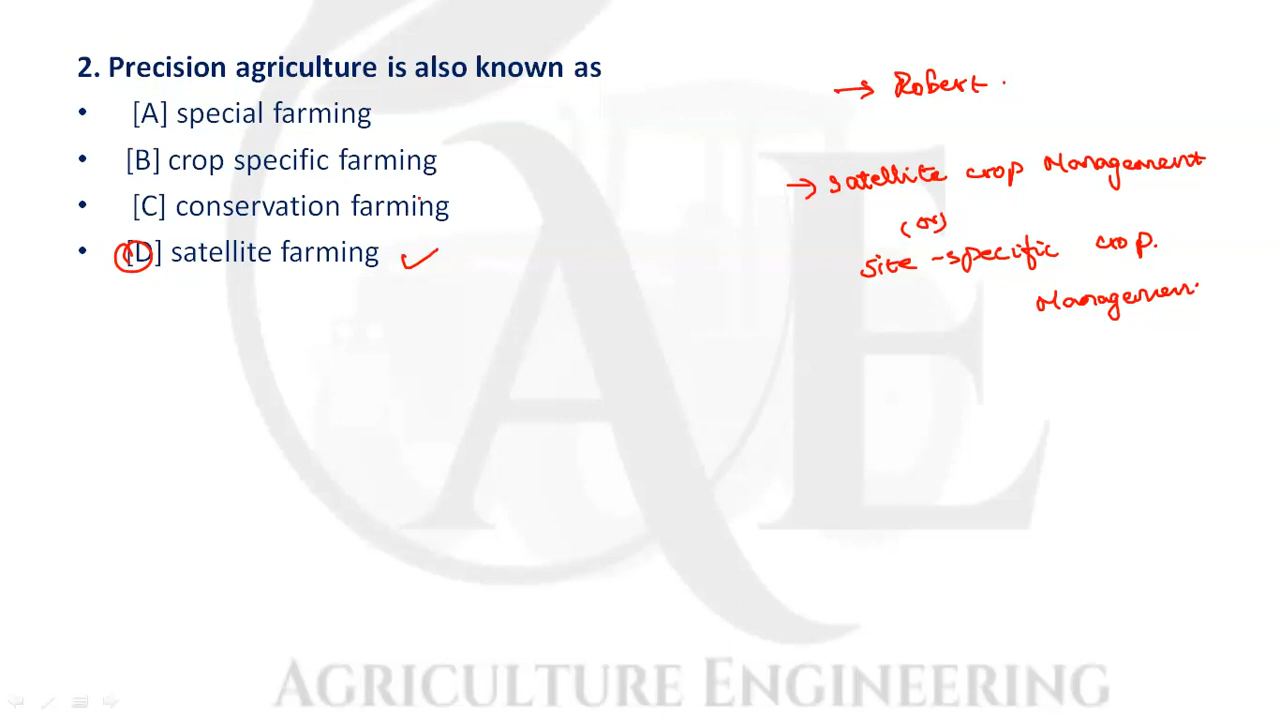 2. Precision agriculture is also known as
• [A] special farming
• [B] crop specific farming
• [C] conservation farming
• [D] satellite farming
→ Robert.
→ satellite crop Management
(or)
Site-specific crop.
Managemen.
AGRICULTURE ENGINEERING